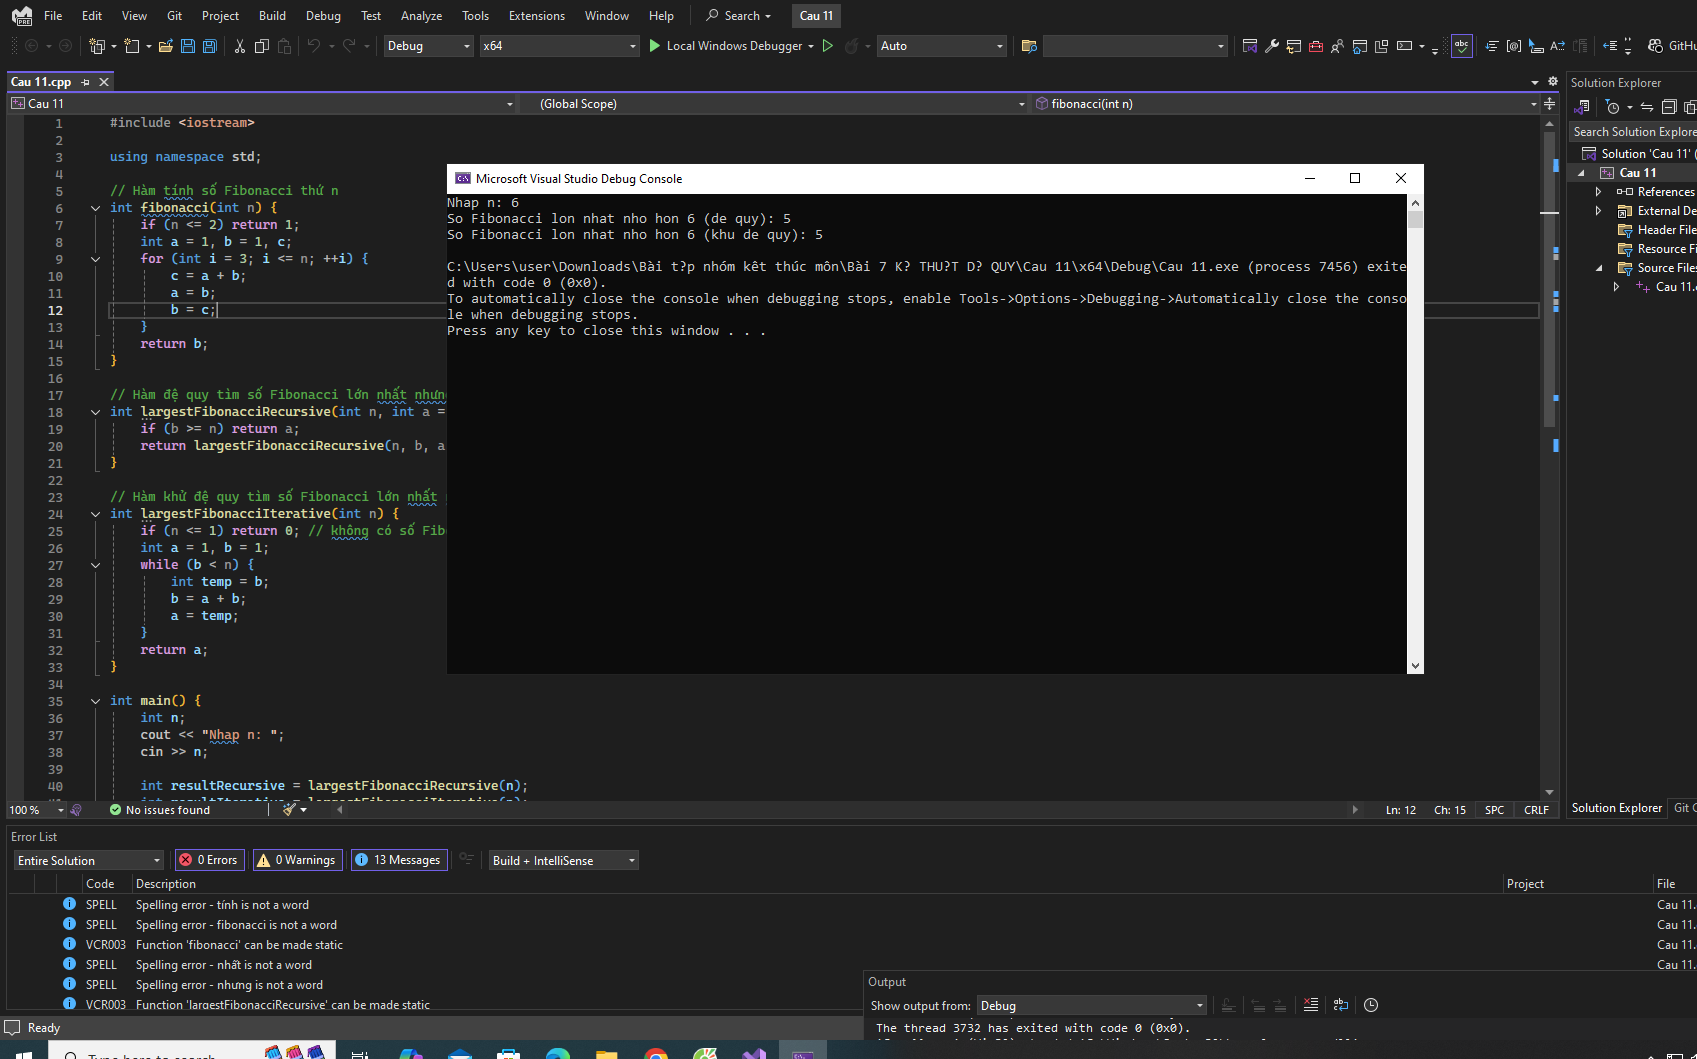 File Edit View Git Project Build Debug Test Analyze Tools Extensions Window Help Search Cau 11
Debug x64 Local Windows Debugger Auto GitHu
Cau 11.cpp
Cau 11 (Global Scope) fibonacci(int n)
1 #include <iostream>
2
3 using namespace std;
4
5 // Hàm tính số Fibonacci thứ n
6 int fibonacci(int n) {
7 if (n <= 2) return 1;
8 int a = 1, b = 1, c;
9 for (int i = 3; i <= n; ++i) {
10 c = a + b;
11 a = b;
12 b = c;
13 }
14 return b;
15 }
16
17 // Hàm đệ quy tìm số Fibonacci lớn nhất nhưng
18 int largestFibonacciRecursive(int n, int a =
19 if (b >= n) return a;
20 return largestFibonacciRecursive(n, b, a
21 }
22
23 // Hàm khử đệ quy tìm số Fibonacci lớn nhất
24 int largestFibonacciIterative(int n) {
25 if (n <= 1) return 0; // không có số Fib
26 int a = 1, b = 1;
27 while (b < n) {
28 int temp = b;
29 b = a + b;
30 a = temp;
31 }
32 return a;
33 }
34
35 int main() {
36 int n;
37 cout << "Nhap n: ";
38 cin >> n;
39
40 int resultRecursive = largestFibonacciRecursive(n);
Microsoft Visual Studio Debug Console
Nhap n: 6
So Fibonacci lon nhat nho hon 6 (de quy): 5
So Fibonacci lon nhat nho hon 6 (khu de quy): 5
C:\Users\user\Downloads\Bài t?p nhóm kết thúc môn\Bài 7 K? THU?T D? QUY\Cau 11\x64\Debug\Cau 11.exe (process 7456) exite
d with code 0 (0x0).
To automatically close the console when debugging stops, enable Tools->Options->Debugging->Automatically close the conso
le when debugging stops.
Press any key to close this window . . .
Solution Explorer
Search Solution Explore
Solution 'Cau 11' (
Cau 11
References
External De
Header File
Resource Fi
Source Files
Cau 11.
100 % No issues found Ln: 12 Ch: 15 SPC CRLF
Solution Explorer Git C
Error List
Entire Solution 0 Errors 0 Warnings 13 Messages Build + IntelliSense
Code Description Project File
SPELL Spelling error - tính is not a word Cau 11.
SPELL Spelling error - fibonacci is not a word Cau 11.
VCR003 Function 'fibonacci' can be made static Cau 11.
SPELL Spelling error - nhất is not a word Cau 11.
SPELL Spelling error - nhưng is not a word
VCR003 Function 'largestFibonacciRecursive' can be made static
Output
Show output from: Debug
The thread 3732 has exited with code 0 (0x0).
Ready
Type here to search